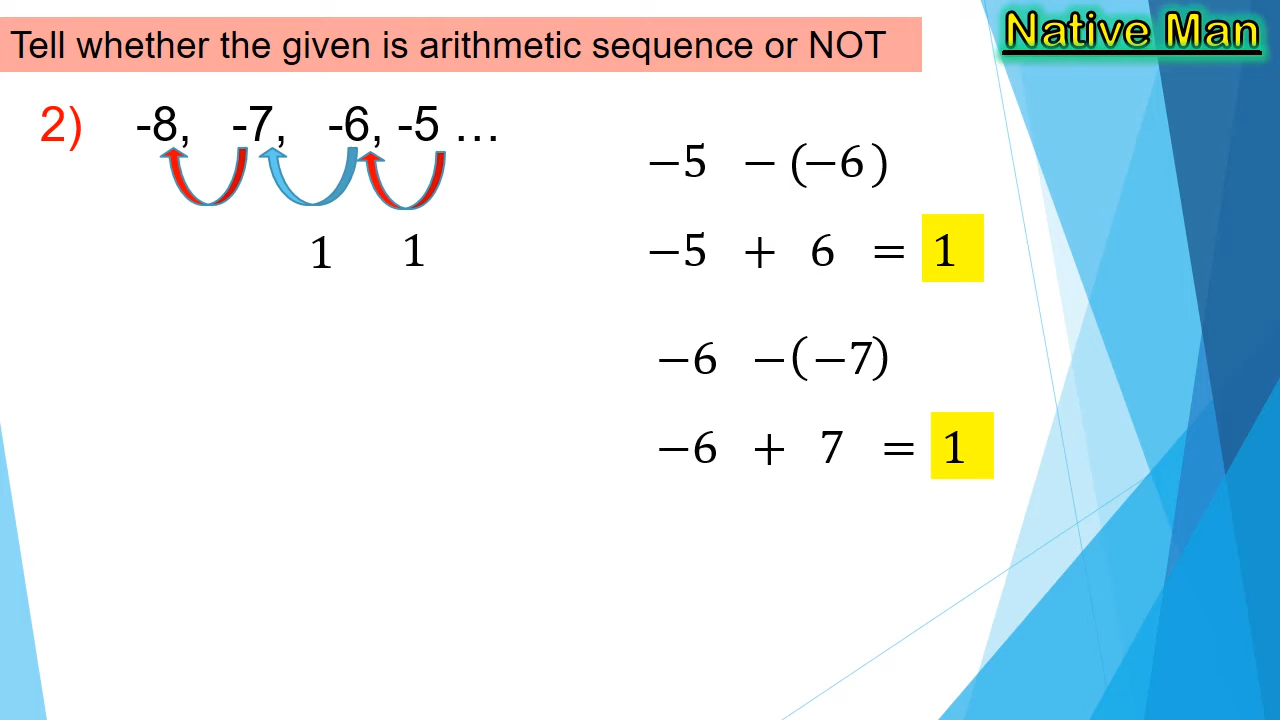 Native Man
Tell whether the given is arithmetic sequence or NOT
2) -8, -7, -6, -5 …
1 1
−5 − (−6)
−5 + 6 = 1
−6 − (−7)
−6 + 7 = 1